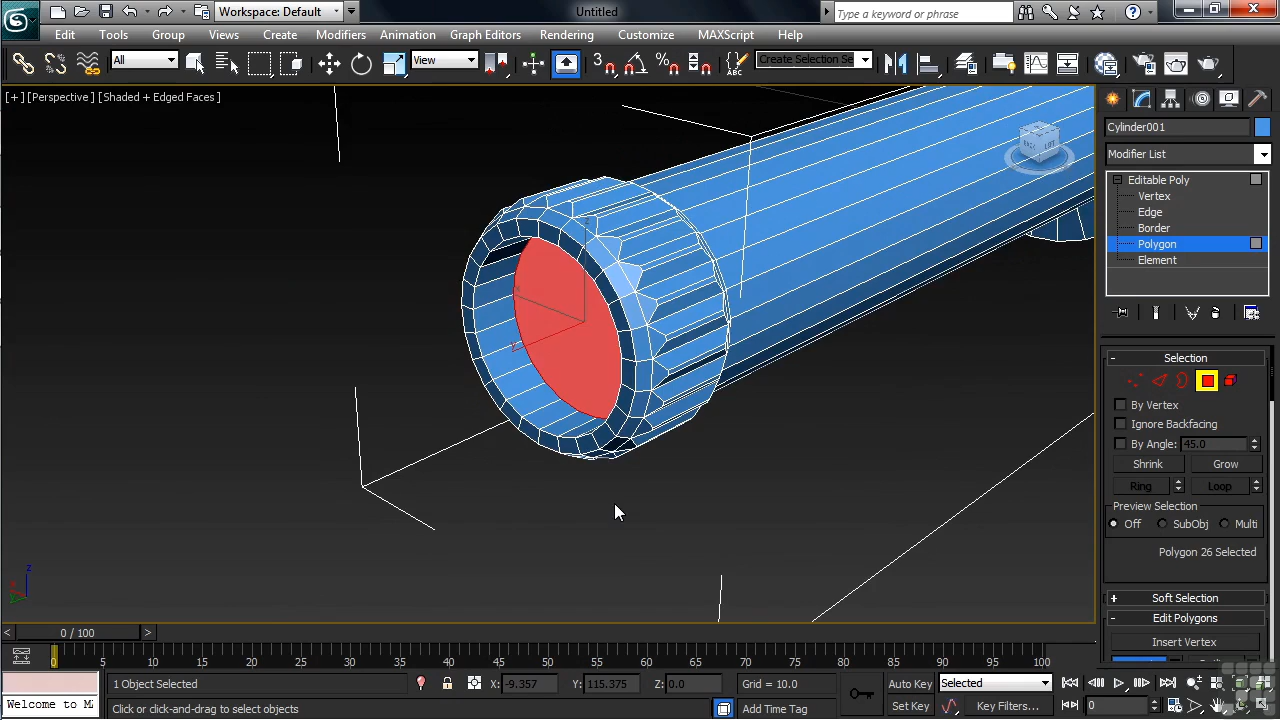 Workspace: Default
Untitled
Type a keyword or phrase
Edit Tools Group Views Create Modifiers Animation Graph Editors Rendering Customize MAXScript Help
All
View
3
Create Selection Se
[+] [Perspective] [Shaded + Edged Faces]
Cylinder001
Modifier List
Editable Poly
Vertex
Edge
Border
Polygon
Element
Selection
By Vertex
Ignore Backfacing
By Angle: 45.0
Shrink Grow
Ring Loop
Preview Selection
Off SubObj Multi
Polygon 26 Selected
Soft Selection
Edit Polygons
Insert Vertex
z
0 / 100
0 5 10 15 20 25 30 35 40 45 50 55 60 65 70 75 80 85 90 95 100
1 Object Selected
X: -9.357 Y: 115.375 Z: 0.0
Grid = 10.0
Auto Key Selected
Welcome to M
Click or click-and-drag to select objects
Add Time Tag
Set Key Key Filters... 0